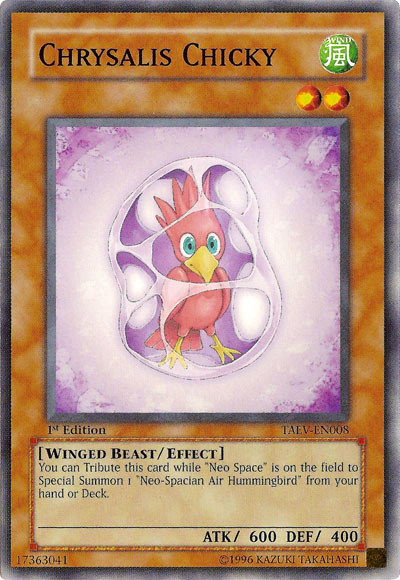 CHRYSALIS CHICKY
WIND
風
1st Edition
TAEV-EN008
[WINGED BEAST/EFFECT]
You can Tribute this card while "Neo Space" is on the field to
Special Summon 1 "Neo-Spacian Air Hummingbird" from your
hand or Deck.
ATK/ 600 DEF/ 400
17363041
©1996 KAZUKI TAKAHASHI